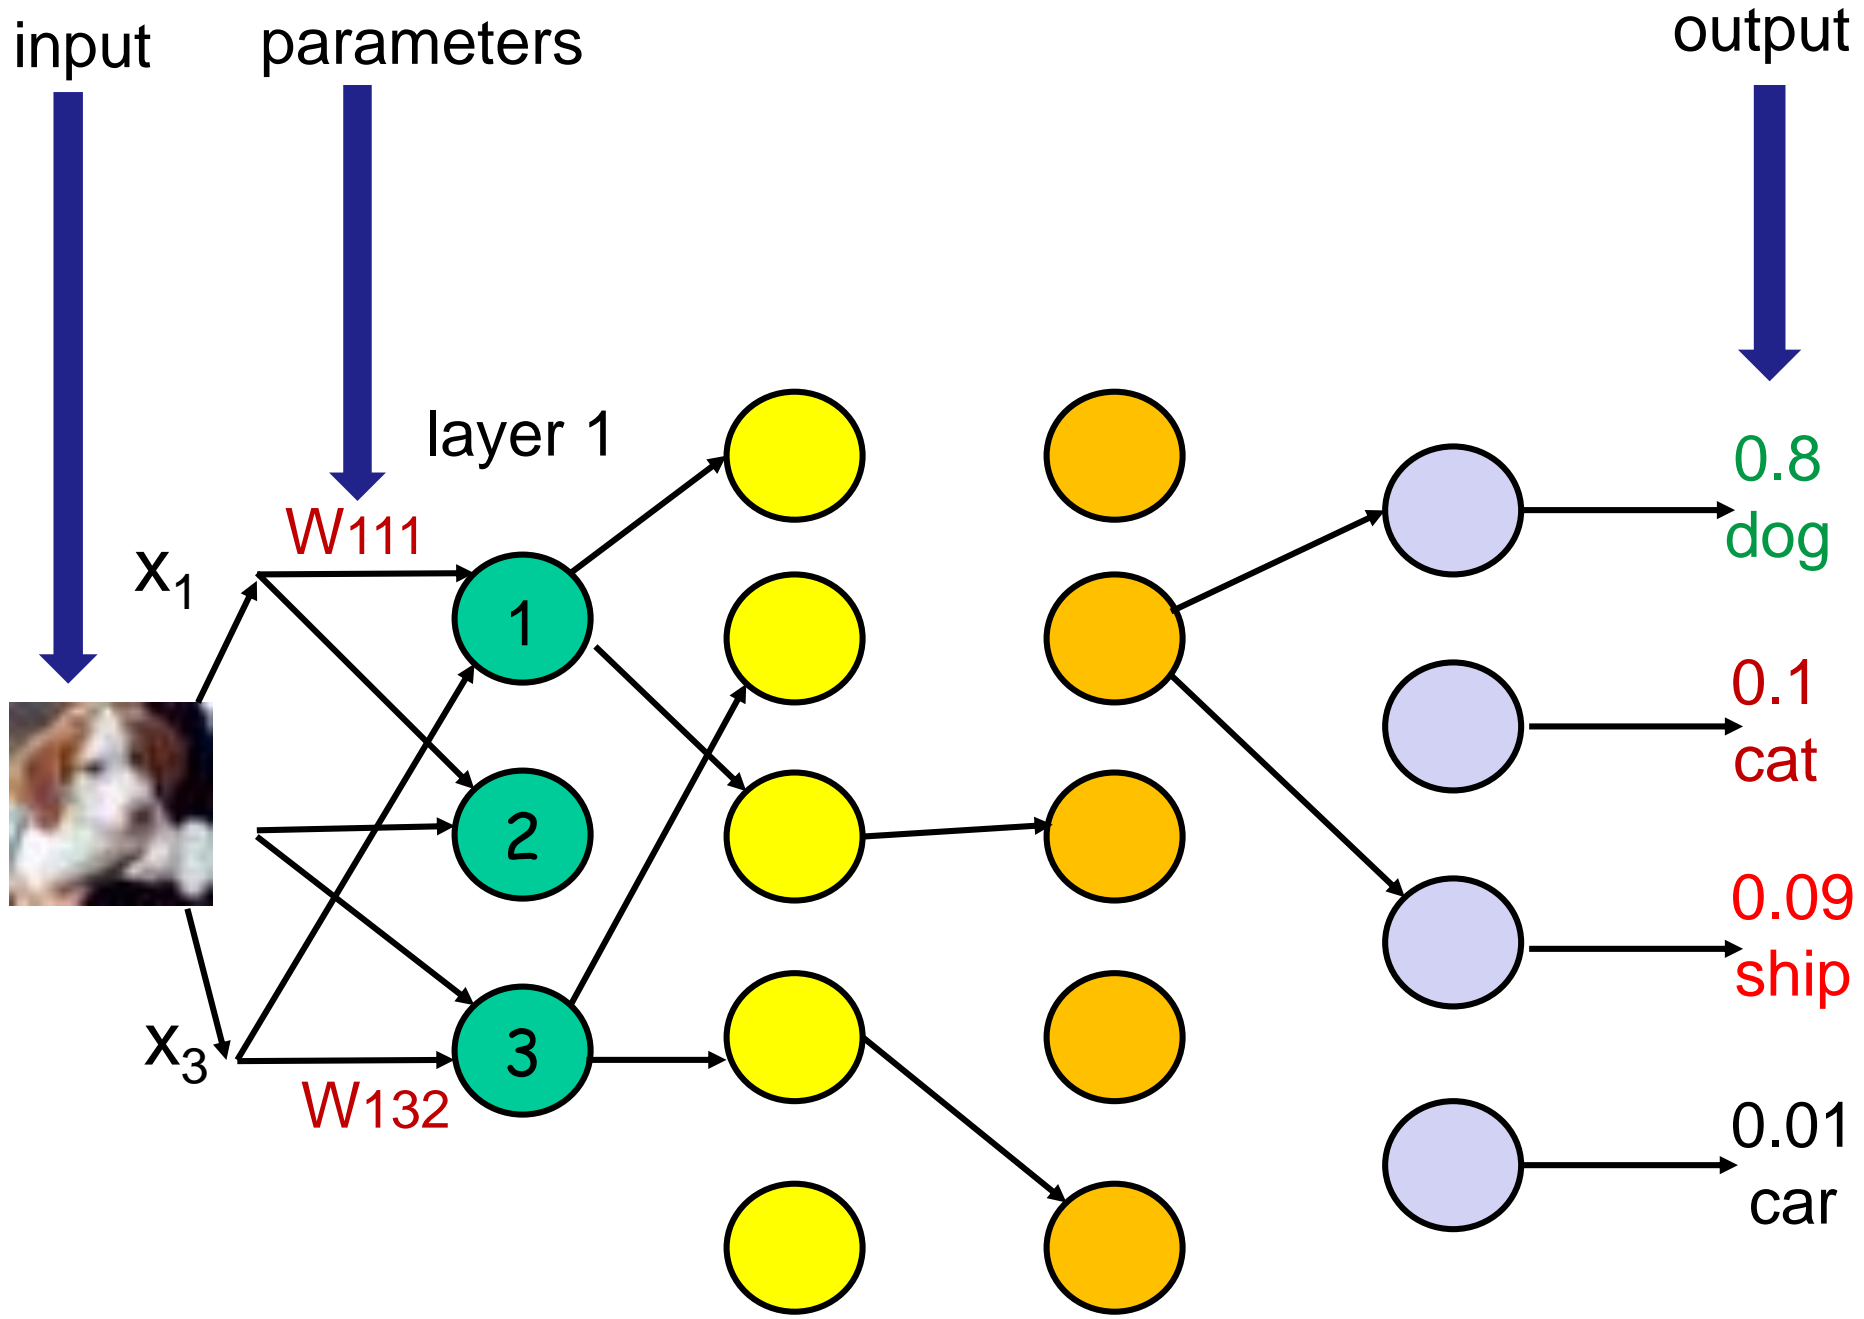 input
parameters
output
layer 1
W111
x1
1
2
3
x3
W132
0.8
dog
0.1
cat
0.09
ship
0.01
car